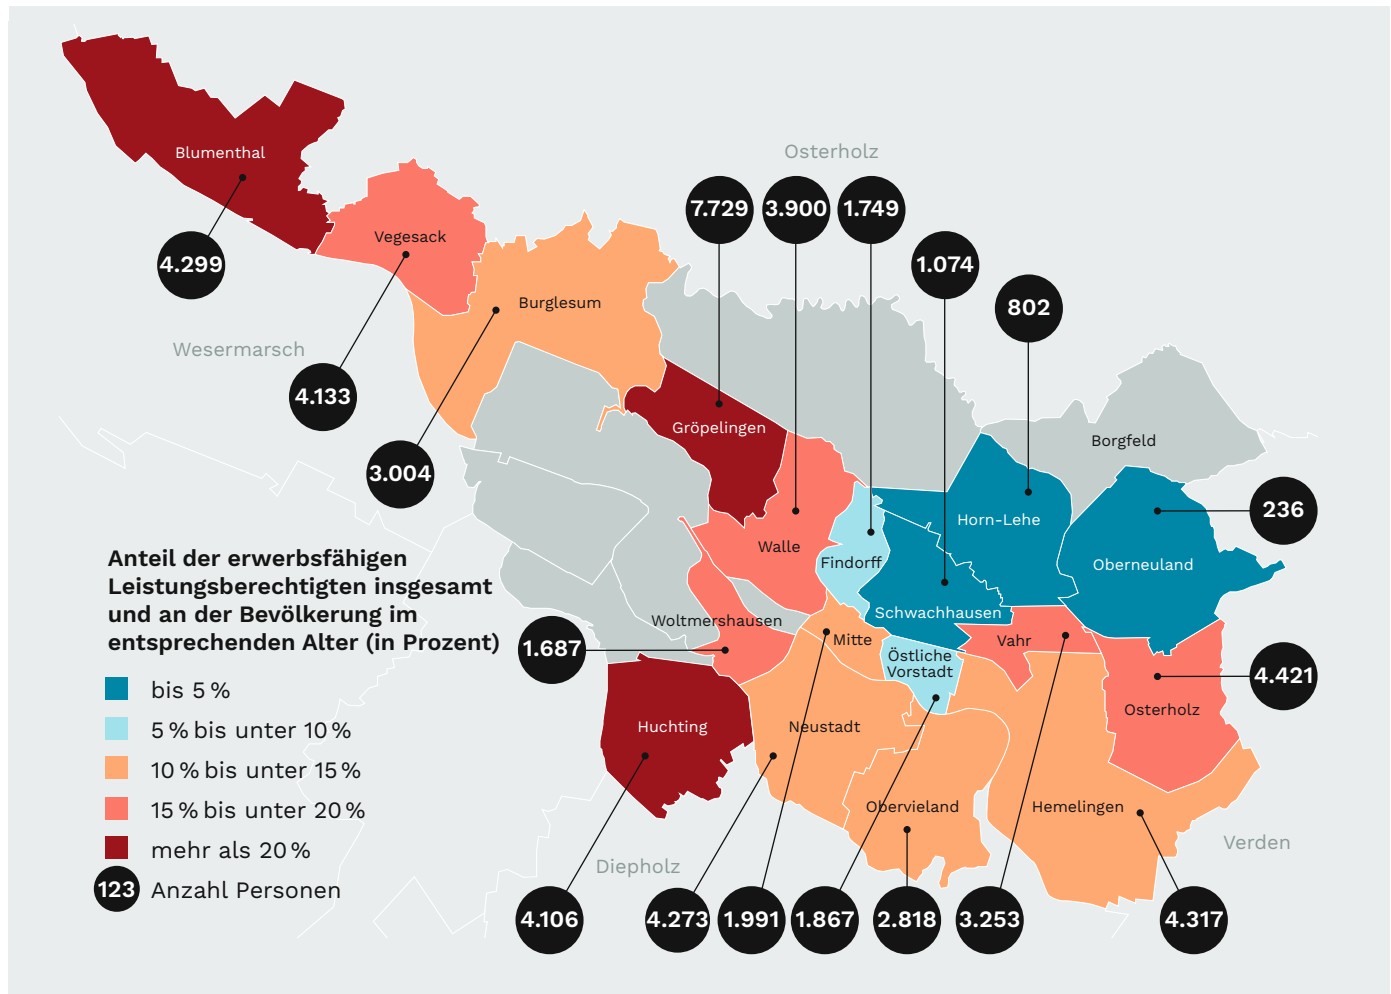 Osterholz
Blumenthal
7.729
3.900
1.749
Vegesack
1.074
4.299
Burglesum
802
Wesermarsch
4.133
Gröpelingen
Borgfeld
3.004
236
Horn-Lehe
Walle
Findorff
Oberneuland
Anteil der erwerbsfähigen
Leistungsberechtigten insgesamt
und an der Bevölkerung im
entsprechenden Alter (in Prozent)
Schwachhausen
Woltmershausen
1.687
Mitte
Vahr
Östliche
Vorstadt
4.421
bis 5 %
Osterholz
5 % bis unter 10 %
Huchting
Neustadt
10 % bis unter 15 %
15 % bis unter 20 %
Obervieland
Hemelingen
mehr als 20 %
Verden
Diepholz
123 Anzahl Personen
4.106
4.273
1.991
1.867
2.818
3.253
4.317